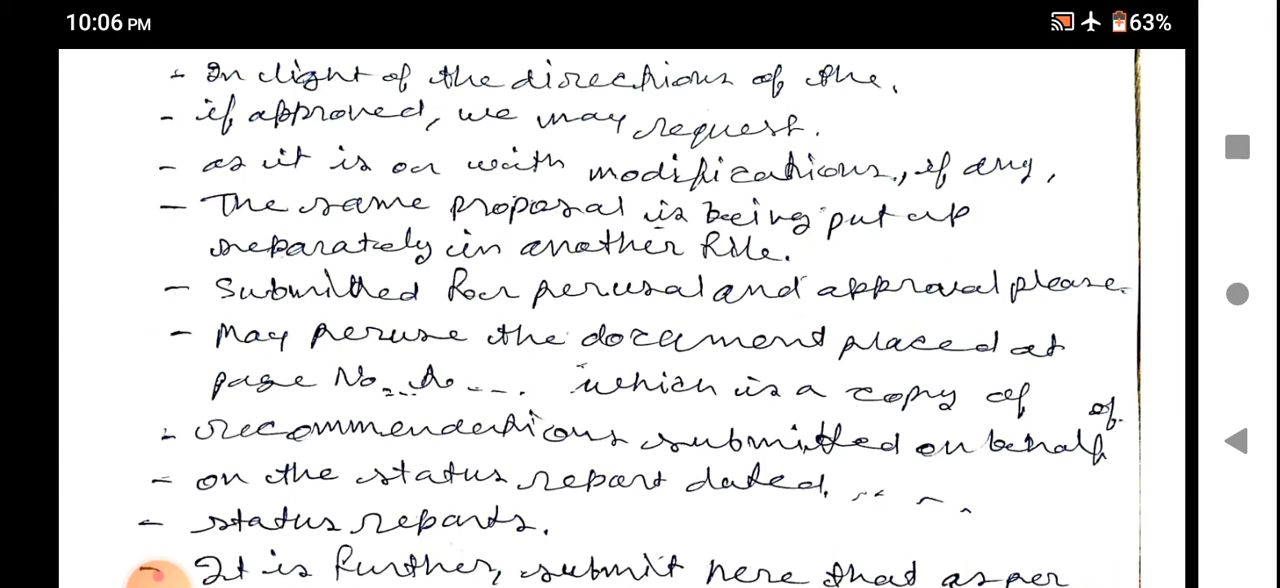 10:06 PM
63%
- In light of the directions of the,
- if approved, we may request.
- as it is or with modifications, if any,
- The same proposal is being put up
separately in another File.
- Submitted For perusal and approval please.
- May peruse the document placed at
page No... to ---. which is a copy of
- recommendations submitted on behalf of.
- on the status report dated, ....
- status reports.
It is further, submit here that as per